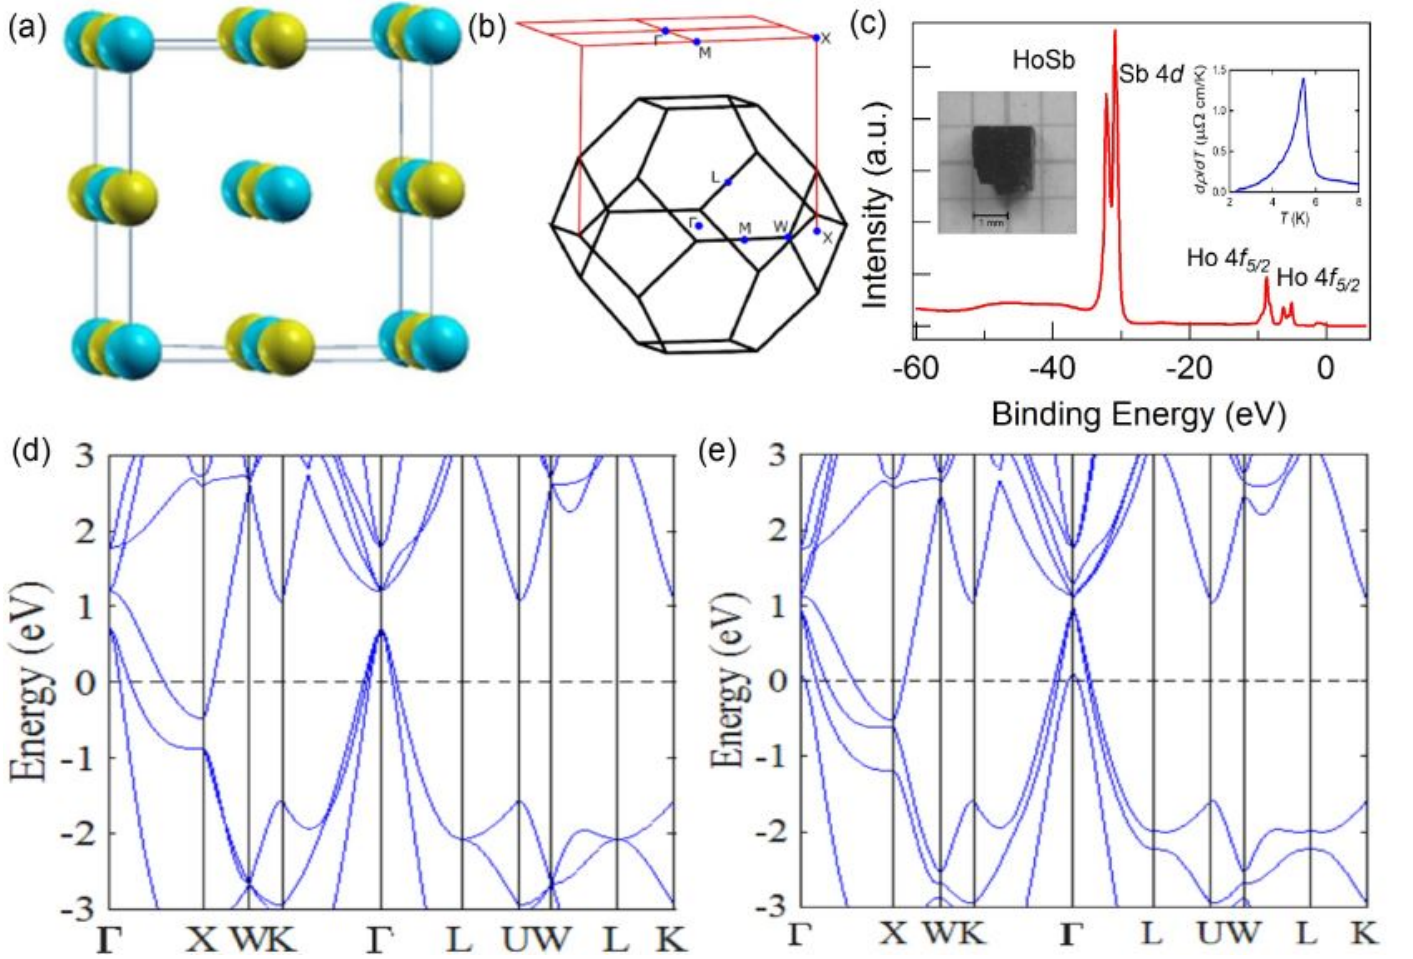 (a)
(b)
Γ
M
X
L
Γ
M
W
X
(c)
HoSb
Sb 4d
1 mm
Ho 4f5/2
Ho 4f5/2
Intensity (a.u.)
-60
-40
-20
0
Binding Energy (eV)
dρ/dT (μΩ cm/K)
1.5
1.0
0.5
0.0
2
4
6
8
T (K)
(d)
Energy (eV)
3
2
1
0
-1
-2
-3
Γ X W K Γ L U W L K
(e)
Energy (eV)
3
2
1
0
-1
-2
-3
Γ X W K Γ L U W L K